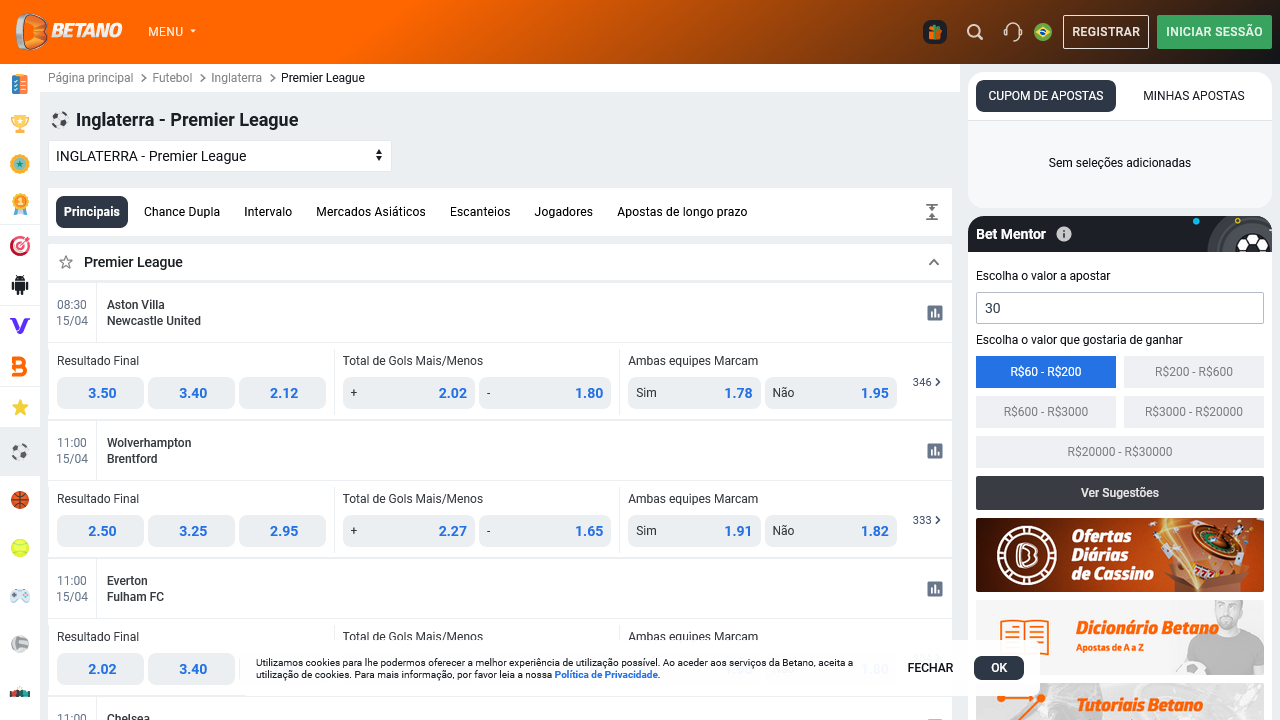 BETANO
MENU
REGISTRAR
INICIAR SESSÃO
Página principal
Futebol
Inglaterra
Premier League
Inglaterra - Premier League
INGLATERRA - Premier League
Principais
Chance Dupla
Intervalo
Mercados Asiáticos
Escanteios
Jogadores
Apostas de longo prazo
Premier League
08:30
15/04
Aston Villa
Newcastle United
Resultado Final
Total de Gols Mais/Menos
Ambas equipes Marcam
3.50
3.40
2.12
+ 2.02
- 1.80
Sim 1.78
Não 1.95
346
11:00
15/04
Wolverhampton
Brentford
Resultado Final
Total de Gols Mais/Menos
Ambas equipes Marcam
2.50
3.25
2.95
+ 2.27
- 1.65
Sim 1.91
Não 1.82
333
11:00
15/04
Everton
Fulham FC
Resultado Final
Total de Gols Mais/Menos
Ambas equipes Marcam
2.02
3.40
1.80
11:00
Chelsea
Utilizamos cookies para lhe podermos oferecer a melhor experiência de utilização possível. Ao aceder aos serviços da Betano, aceita a
utilização de cookies. Para mais informação, por favor leia a nossa Política de Privacidade.
FECHAR
OK
CUPOM DE APOSTAS
MINHAS APOSTAS
Sem seleções adicionadas
Bet Mentor
Escolha o valor a apostar
30
Escolha o valor que gostaria de ganhar
R$60 - R$200
R$200 - R$600
R$600 - R$3000
R$3000 - R$20000
R$20000 - R$30000
Ver Sugestões
Ofertas
Diárias
de Cassino
Dicionário Betano
Apostas de A a Z
Tutoriais Betano